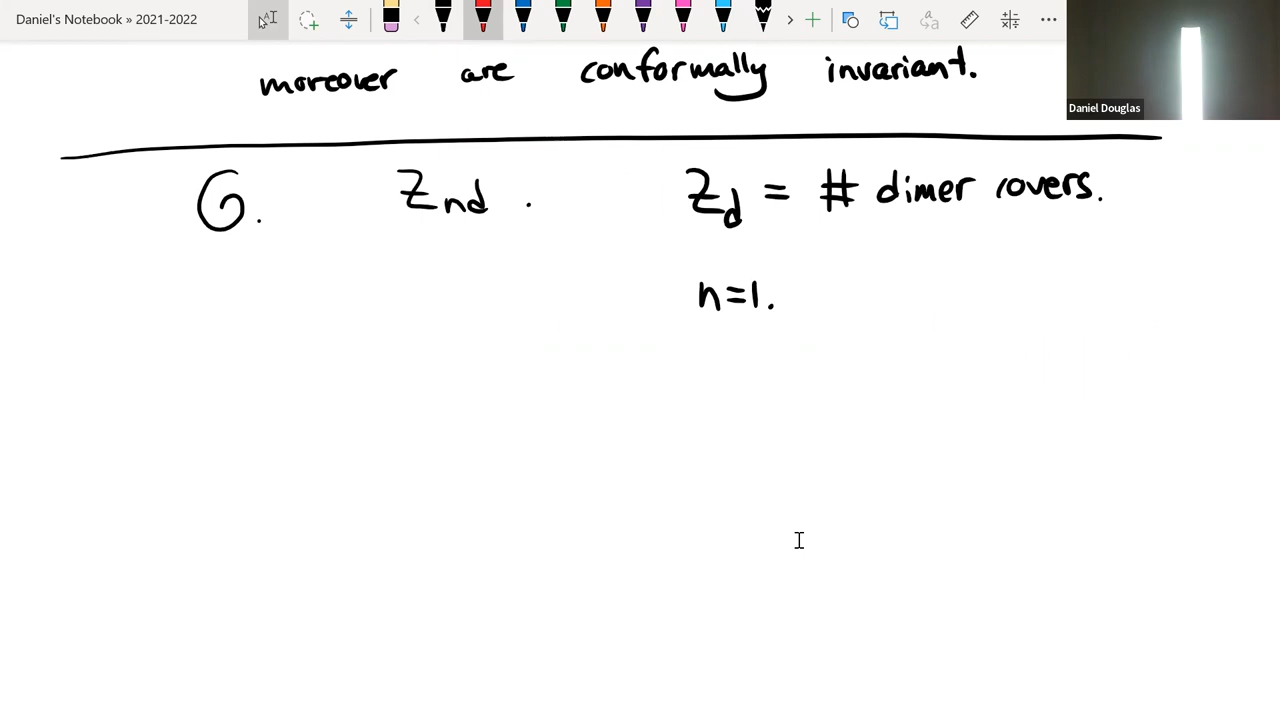 Daniel's Notebook » 2021-2022
moreover are conformally invariant.
Daniel Douglas
G. Znd . Zd = # dimer covers.
n=1.